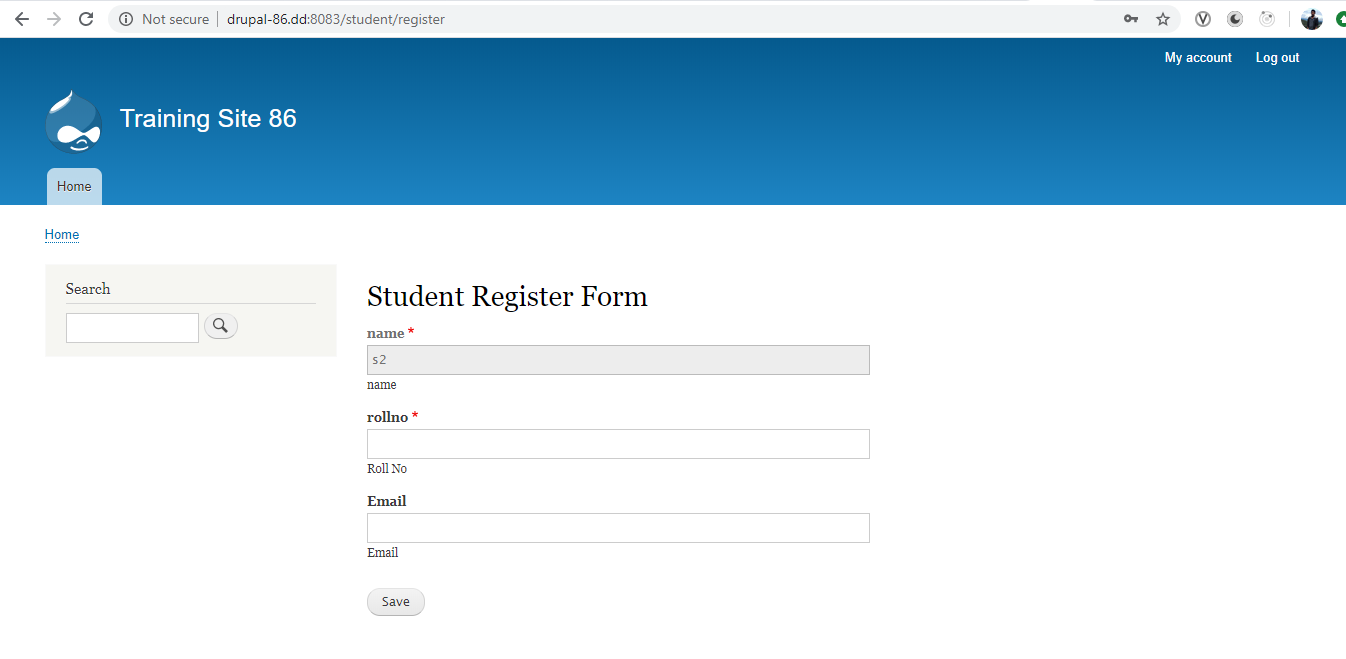 Not secure
drupal-86.dd:8083/student/register
My account
Log out
Training Site 86
Home
Home
Search
Student Register Form
name *
s2
name
rollno *
Roll No
Email
Email
Save